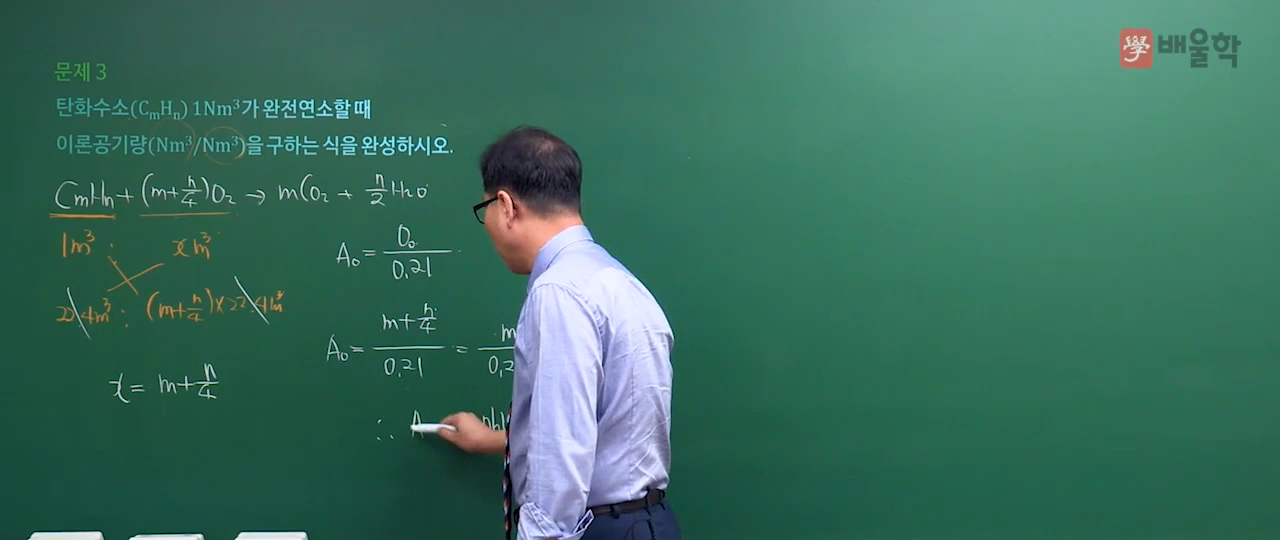 學 배울학
문제 3
탄화수소(CmHn) 1Nm³가 완전연소할 때
이론공기량(Nm³/Nm³)을 구하는 식을 완성하시오.
CmHn + (m+n/4)O₂ → mCO₂ + n/2 H₂O
1m³ : x m³
22.4m³ : (m+n/4)×22.4m³
x = m+n/4
A₀ = O₀/0.21
A₀ = (m+n/4)/0.21 = m
∴ A